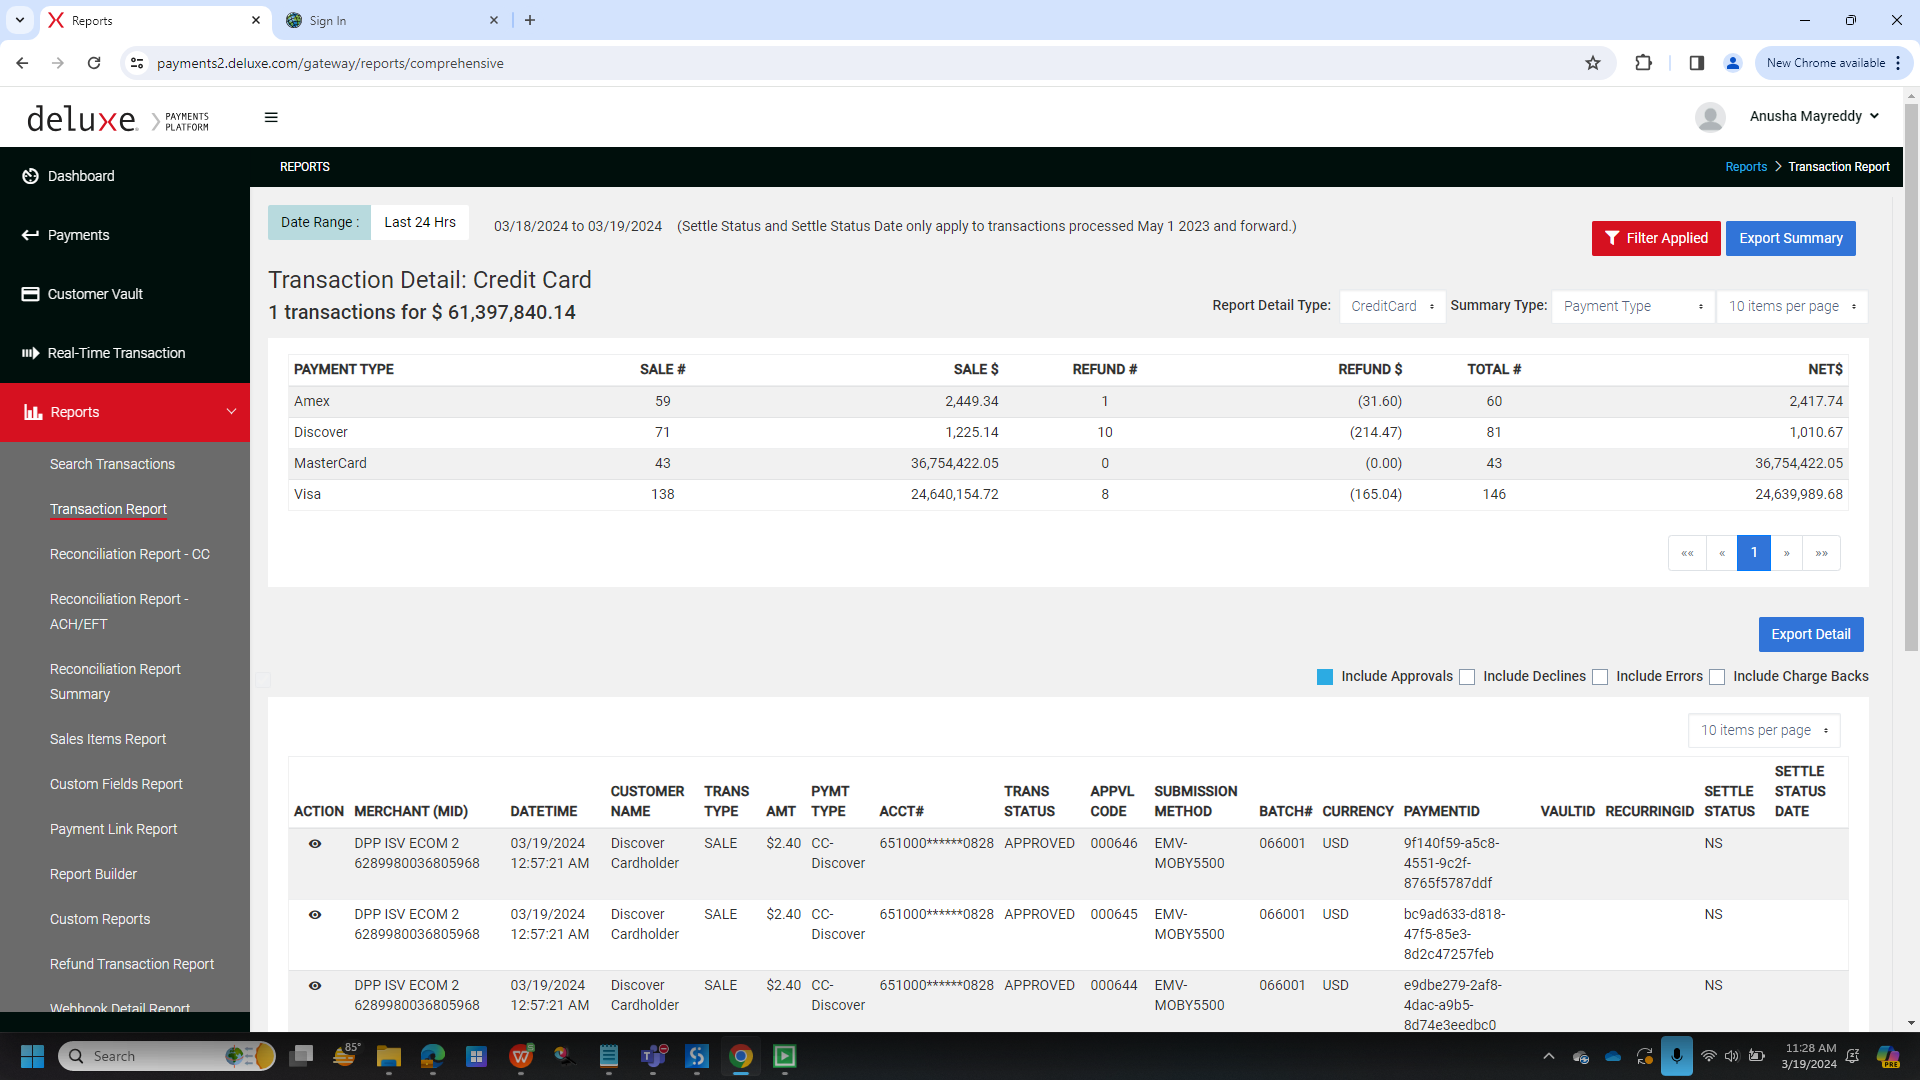 Reports
Sign In
payments2.deluxe.com/gateway/reports/comprehensive
New Chrome available
deluxe. PAYMENTS PLATFORM
Anusha Mayreddy
REPORTS
Reports > Transaction Report
Dashboard
Payments
Customer Vault
Real-Time Transaction
Reports
Search Transactions
Transaction Report
Reconciliation Report - CC
Reconciliation Report -
ACH/EFT
Reconciliation Report
Summary
Sales Items Report
Custom Fields Report
Payment Link Report
Report Builder
Custom Reports
Refund Transaction Report
Webhook Detail Report
Date Range : Last 24 Hrs 03/18/2024 to 03/19/2024 (Settle Status and Settle Status Date only apply to transactions processed May 1 2023 and forward.)
Filter Applied Export Summary
Transaction Detail: Credit Card
1 transactions for $ 61,397,840.14
Report Detail Type: CreditCard Summary Type: Payment Type 10 items per page
PAYMENT TYPE SALE # SALE $ REFUND # REFUND $ TOTAL # NET$
Amex 59 2,449.34 1 (31.60) 60 2,417.74
Discover 71 1,225.14 10 (214.47) 81 1,010.67
MasterCard 43 36,754,422.05 0 (0.00) 43 36,754,422.05
Visa 138 24,640,154.72 8 (165.04) 146 24,639,989.68
«« « 1 » »»
Export Detail
Include Approvals Include Declines Include Errors Include Charge Backs
10 items per page
SETTLE
CUSTOMER TRANS PYMT TRANS APPVL SUBMISSION SETTLE STATUS
ACTION MERCHANT (MID) DATETIME NAME TYPE AMT TYPE ACCT# STATUS CODE METHOD BATCH# CURRENCY PAYMENTID VAULTID RECURRINGID STATUS DATE
DPP ISV ECOM 2 03/19/2024 Discover SALE $2.40 CC- 651000******0828 APPROVED 000646 EMV- 066001 USD 9f140f59-a5c8- NS
6289980036805968 12:57:21 AM Cardholder Discover MOBY5500 4551-9c2f-
8765f5787ddf
DPP ISV ECOM 2 03/19/2024 Discover SALE $2.40 CC- 651000******0828 APPROVED 000645 EMV- 066001 USD bc9ad633-d818- NS
6289980036805968 12:57:21 AM Cardholder Discover MOBY5500 47f5-85e3-
8d2c47257feb
DPP ISV ECOM 2 03/19/2024 Discover SALE $2.40 CC- 651000******0828 APPROVED 000644 EMV- 066001 USD e9dbe279-2af8- NS
6289980036805968 12:57:21 AM Cardholder Discover MOBY5500 4dac-a9b5-
8d74e3eedbc0
Search
85°
11:28 AM
3/19/2024
PRE